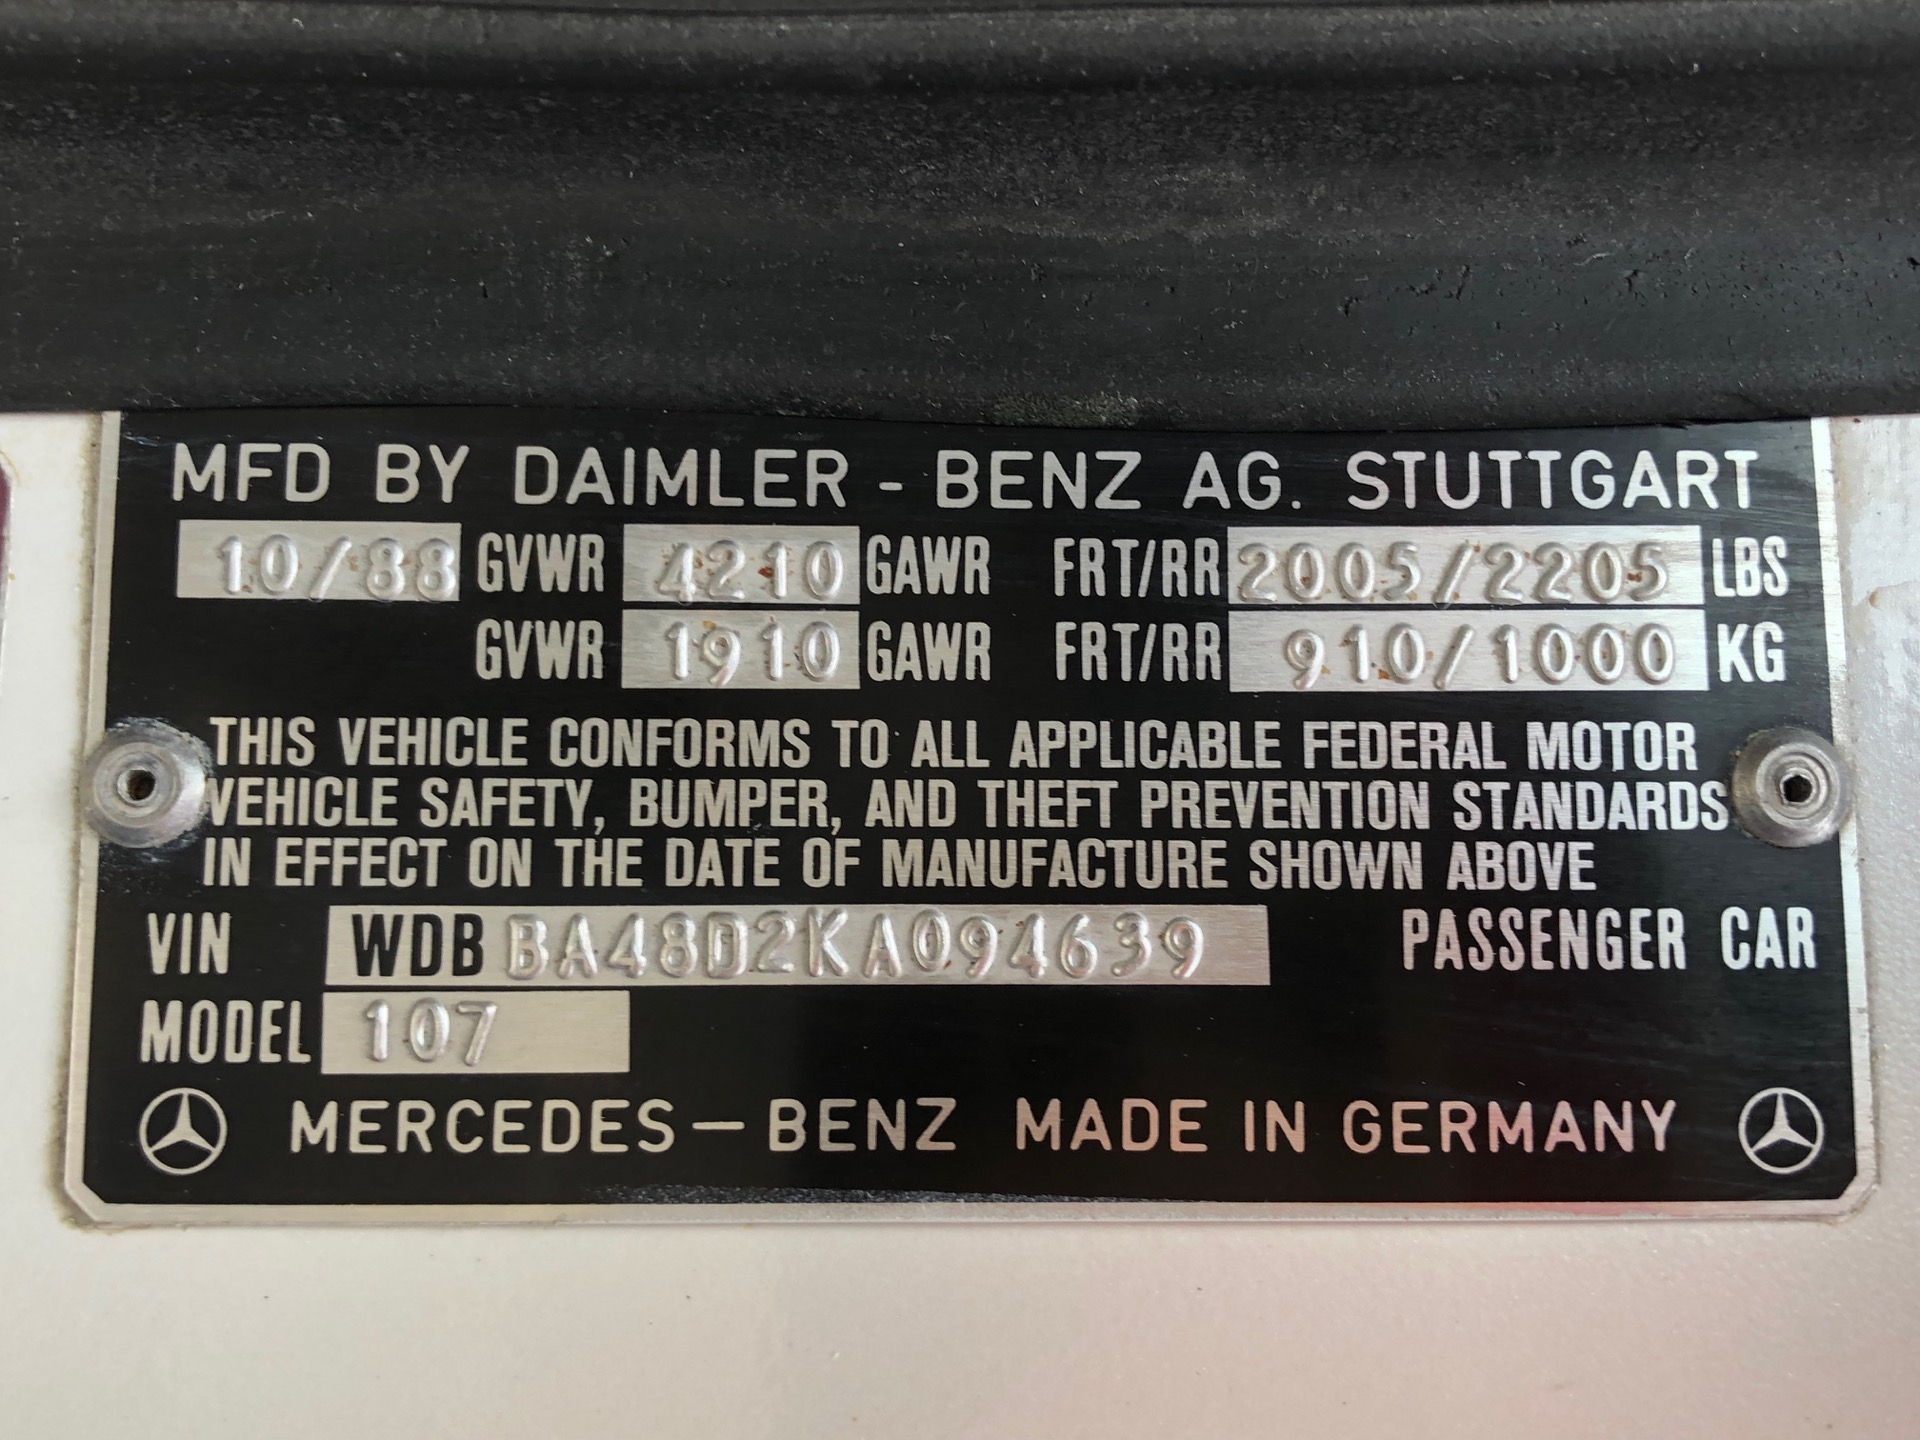 MFD BY DAIMLER - BENZ AG. STUTTGART
10/88 GVWR 4210 GAWR FRT/RR 2005/2205 LBS
GVWR 1910 GAWR FRT/RR 910/1000 KG
THIS VEHICLE CONFORMS TO ALL APPLICABLE FEDERAL MOTOR
VEHICLE SAFETY, BUMPER, AND THEFT PREVENTION STANDARDS
IN EFFECT ON THE DATE OF MANUFACTURE SHOWN ABOVE
VIN WDBBA48D2KA094639 PASSENGER CAR
MODEL 107
MERCEDES-BENZ MADE IN GERMANY